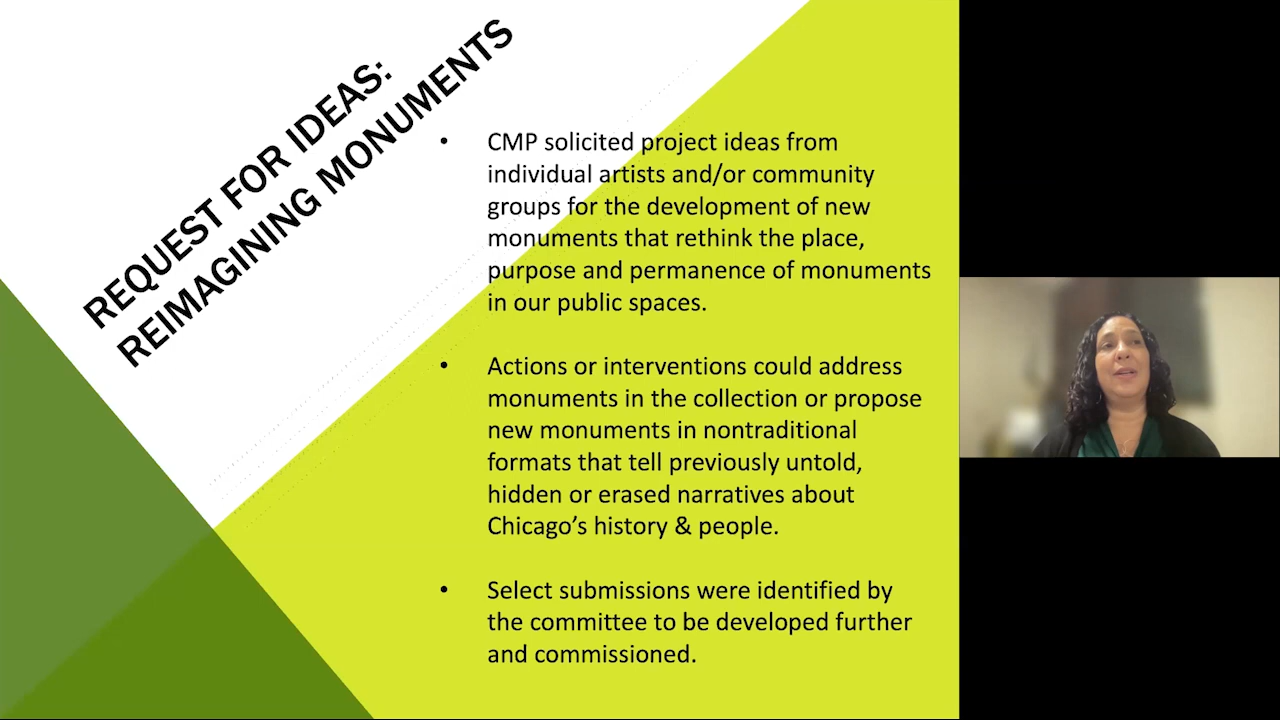 REQUEST FOR IDEAS:
REIMAGINING MONUMENTS
• CMP solicited project ideas from
individual artists and/or community
groups for the development of new
monuments that rethink the place,
purpose and permanence of monuments
in our public spaces.
• Actions or interventions could address
monuments in the collection or propose
new monuments in nontraditional
formats that tell previously untold,
hidden or erased narratives about
Chicago’s history & people.
• Select submissions were identified by
the committee to be developed further
and commissioned.